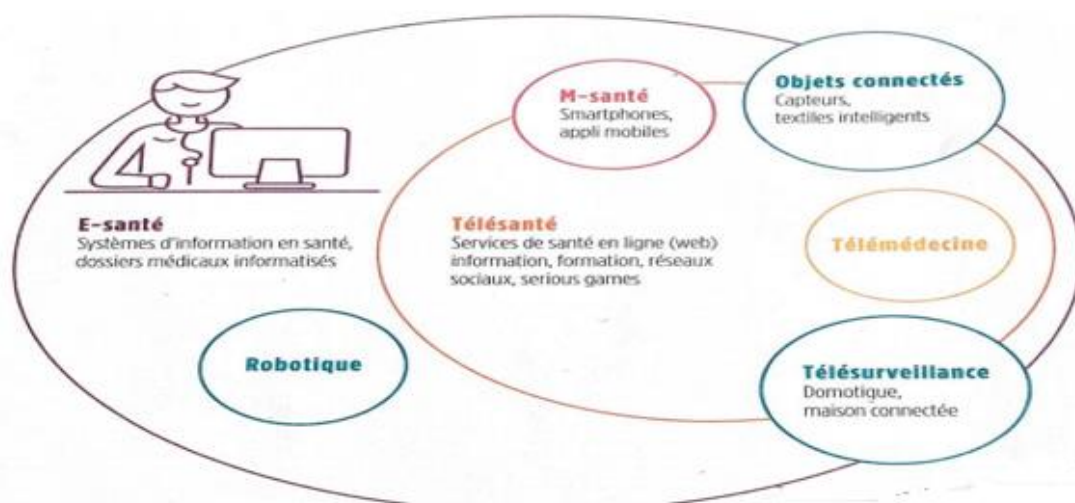 M-santé
Smartphones,
appli mobiles
Objets connectés
Capteurs,
textiles intelligents
E-santé
Systèmes d'information en santé,
dossiers médicaux informatisés
Télésanté
Services de santé en ligne (web)
information, formation, réseaux
sociaux, serious games
Télémédecine
Robotique
Télésurveillance
Domotique,
maison connectée